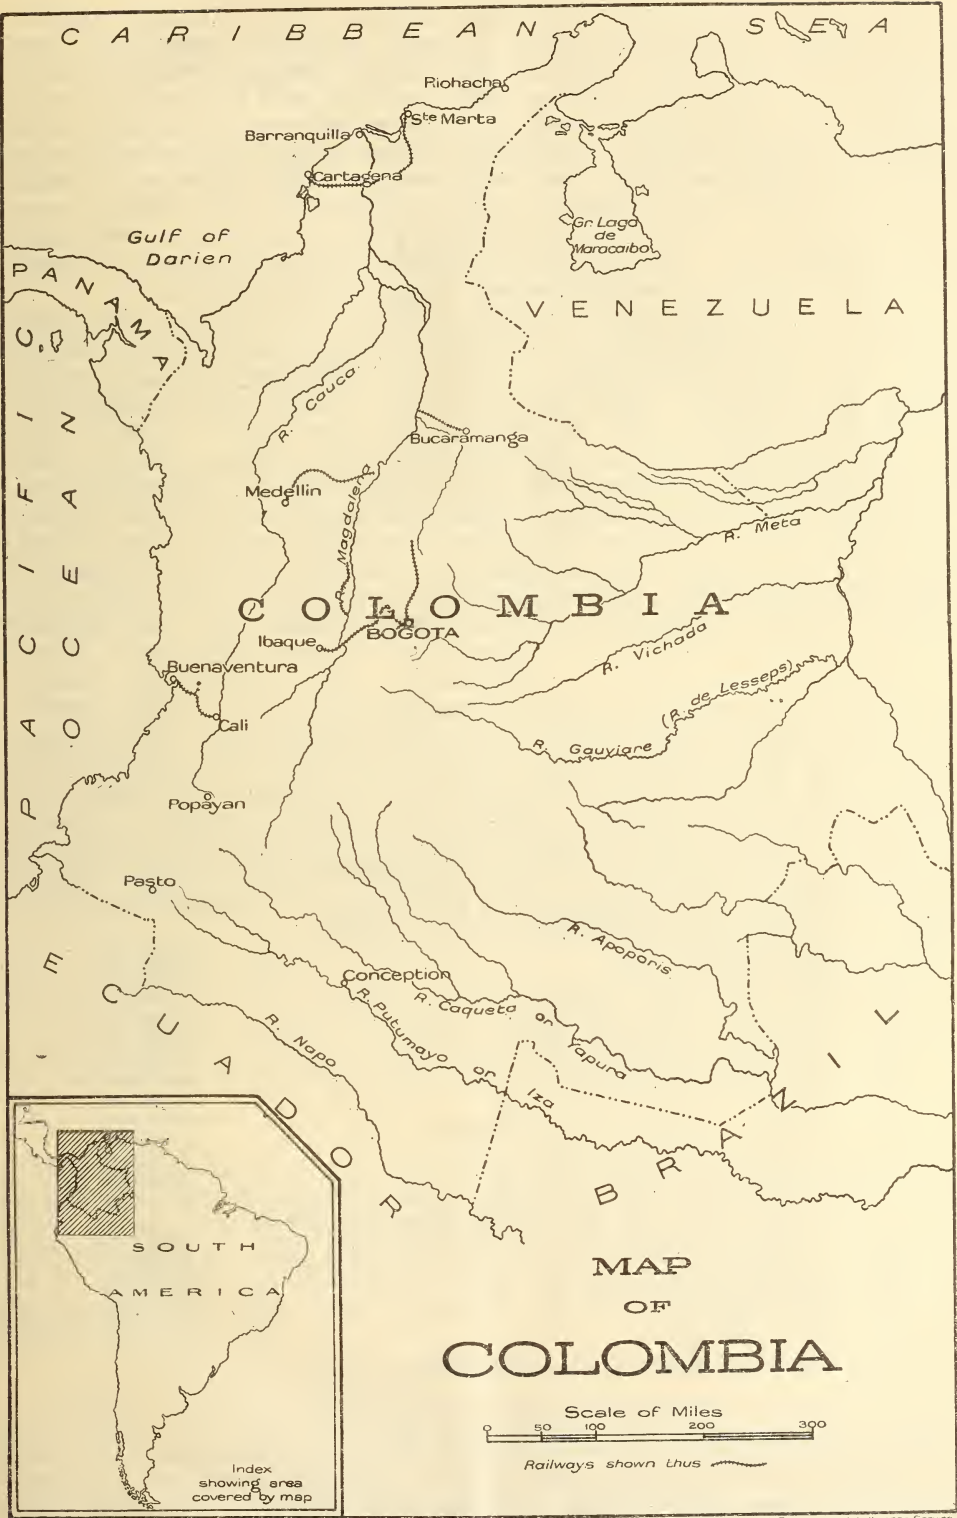 CARIBBEAN SEA
Riohacha
Ste Marta
Barranquilla
Cartagena
Gulf of
Darien
Gr. Lago
de
Maracaibo
PANAMA
VENEZUELA
PACIFIC
OCEAN
R. Cauca
Bucaramanga
Medellin
R. Magdalena
R. Meta
COLOMBIA
BOGOTA
Ibaque
R. Vichada
Buenaventura
(R. de Lesseps)
Cali
R. Gauviare
Popayan
Pasto
R. Apoporis
Conception
R. Caqueta or Yapura
R. Putumayo or Iza
R. Napo
ECUADOR
BRANIL
SOUTH
AMERICA
Index
showing area
covered by map
MAP
OF
COLOMBIA
Scale of Miles
0 50 100 200 300
Railways shown thus